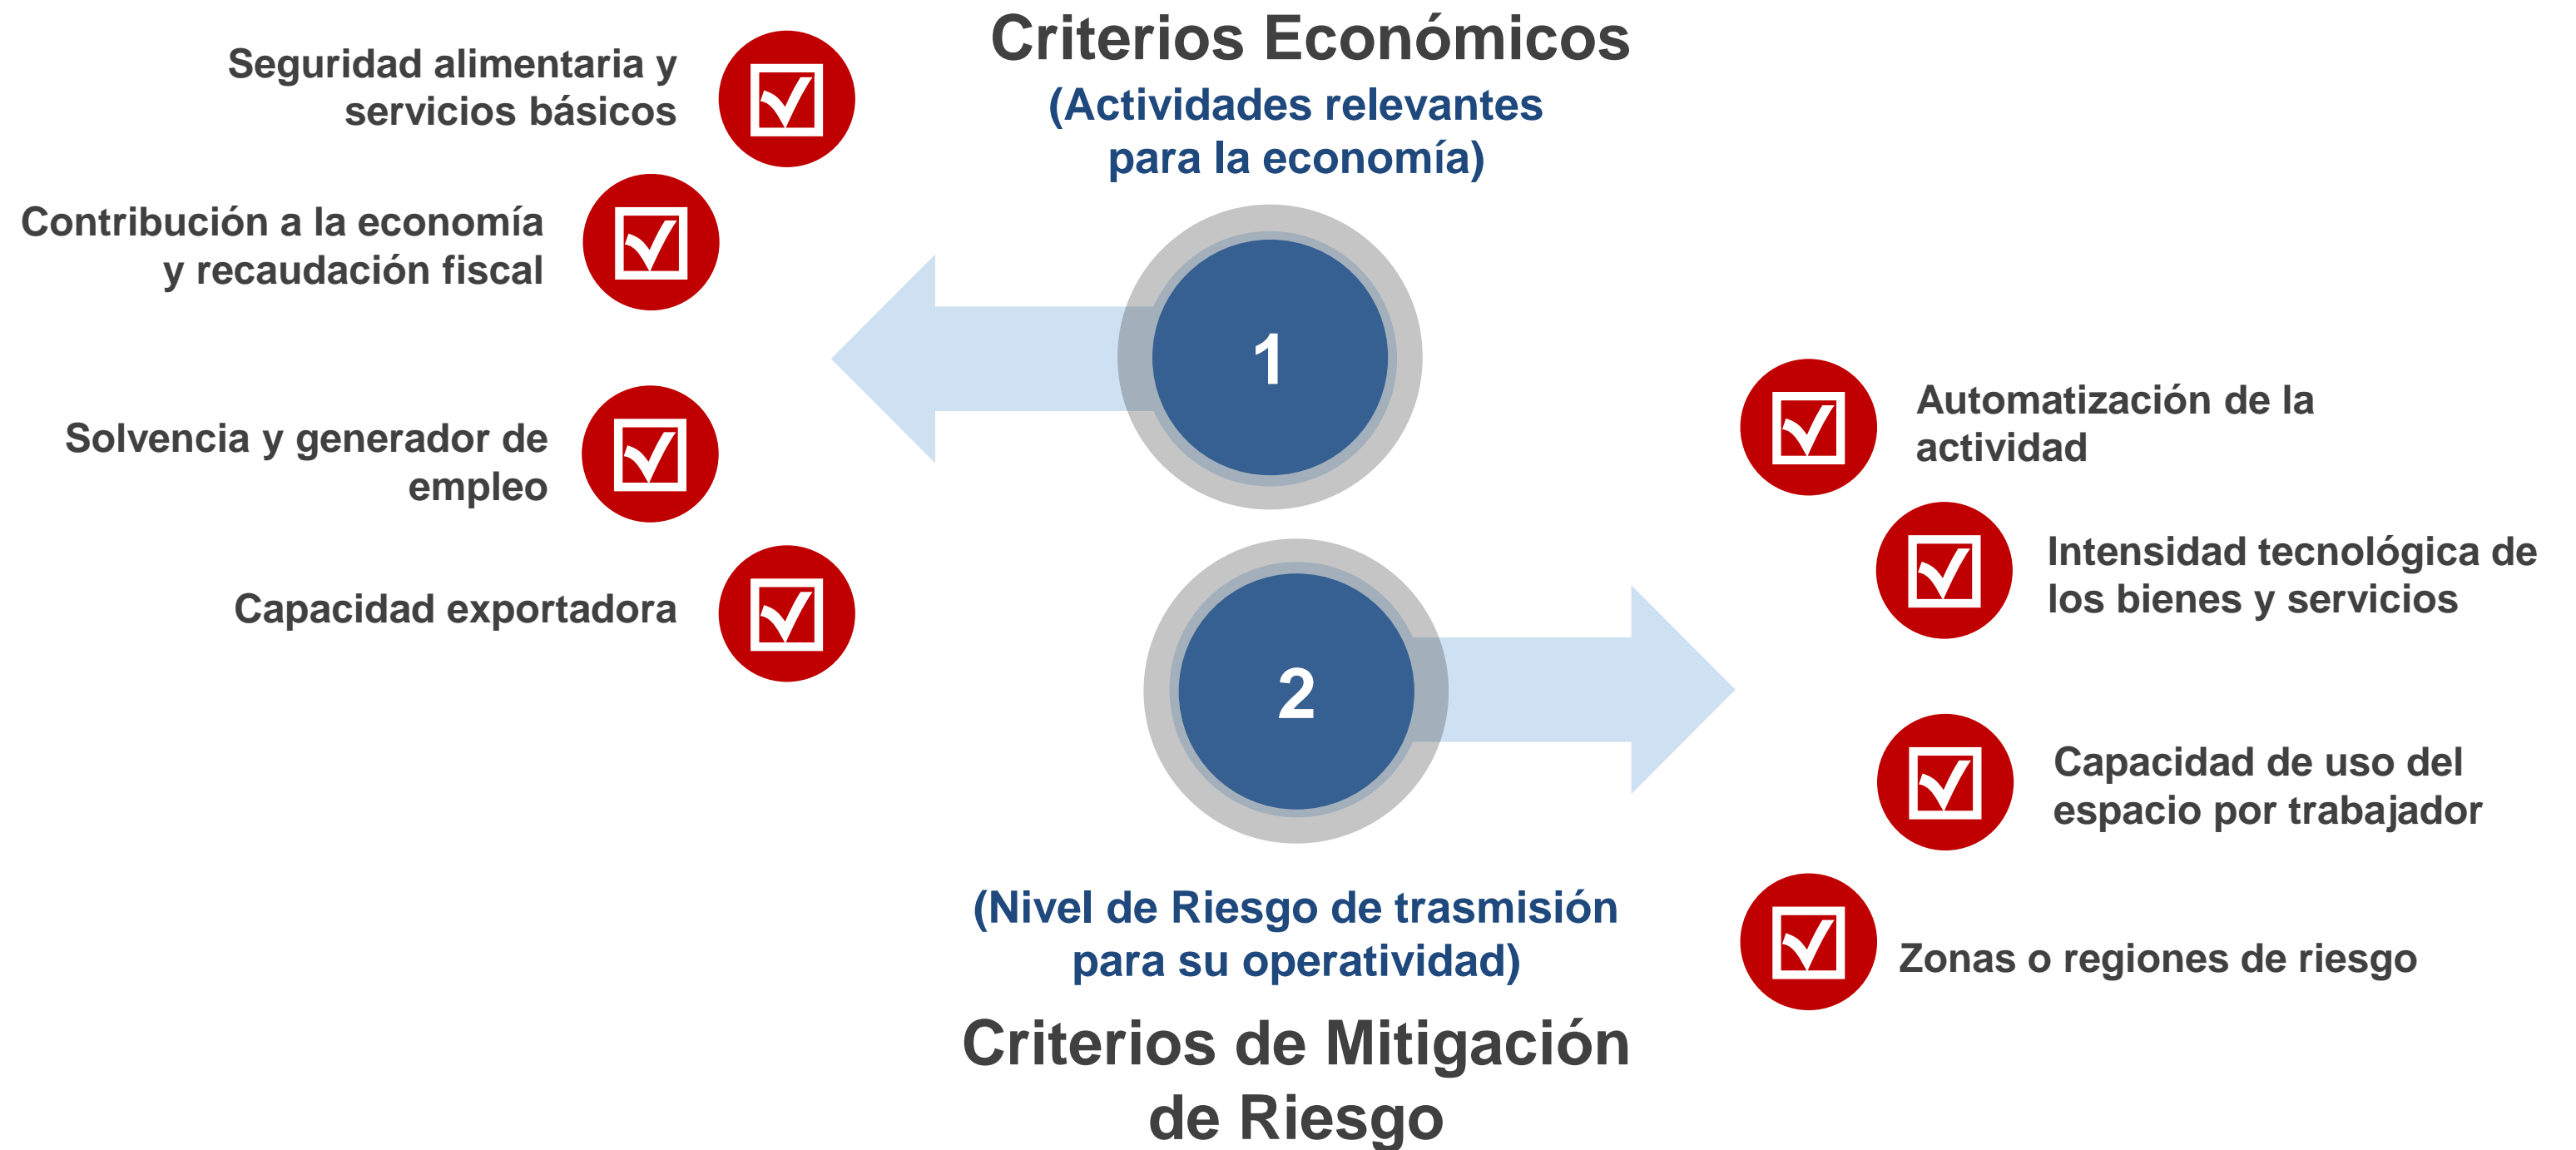 Criterios Económicos
(Actividades relevantes
para la economía)
Seguridad alimentaria y
servicios básicos
Contribución a la economía
y recaudación fiscal
Solvencia y generador de
empleo
Capacidad exportadora
1
2
Automatización de la
actividad
Intensidad tecnológica de
los bienes y servicios
Capacidad de uso del
espacio por trabajador
Zonas o regiones de riesgo
(Nivel de Riesgo de trasmisión
para su operatividad)
Criterios de Mitigación
de Riesgo